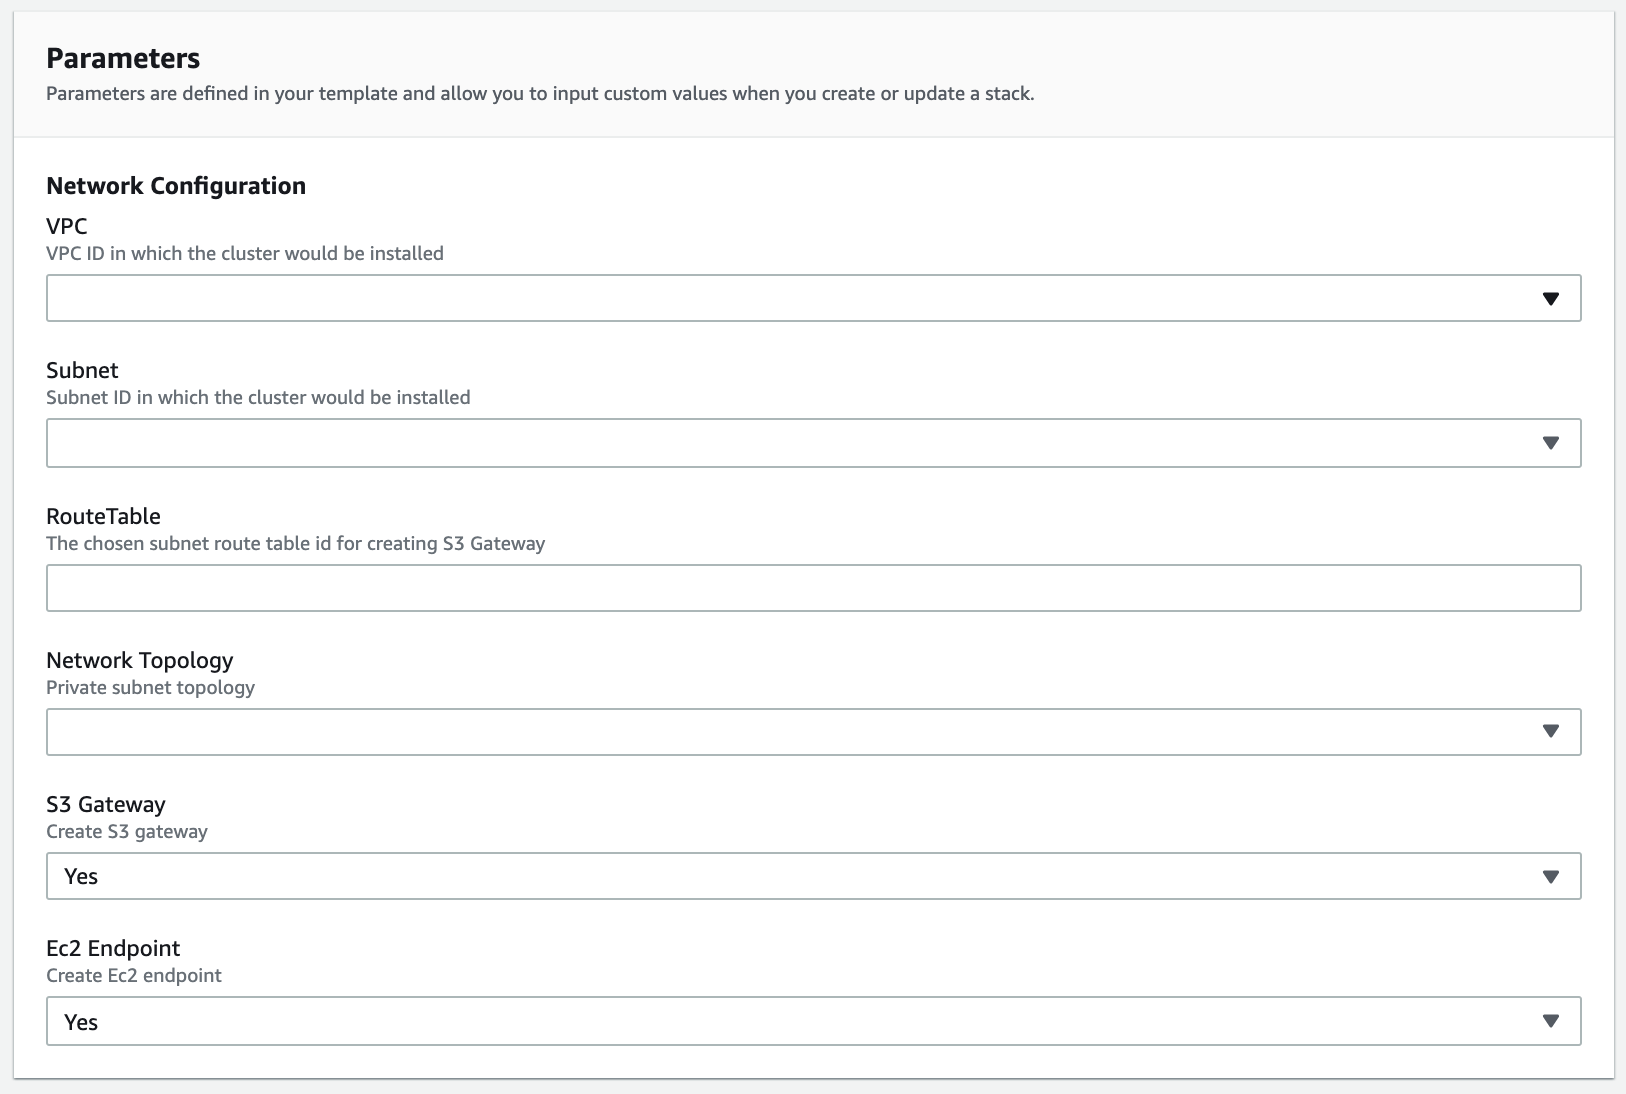 Parameters
Parameters are defined in your template and allow you to input custom values when you create or update a stack.
Network Configuration
VPC
VPC ID in which the cluster would be installed
Subnet
Subnet ID in which the cluster would be installed
RouteTable
The chosen subnet route table id for creating S3 Gateway
Network Topology
Private subnet topology
S3 Gateway
Create S3 gateway
Yes
Ec2 Endpoint
Create Ec2 endpoint
Yes